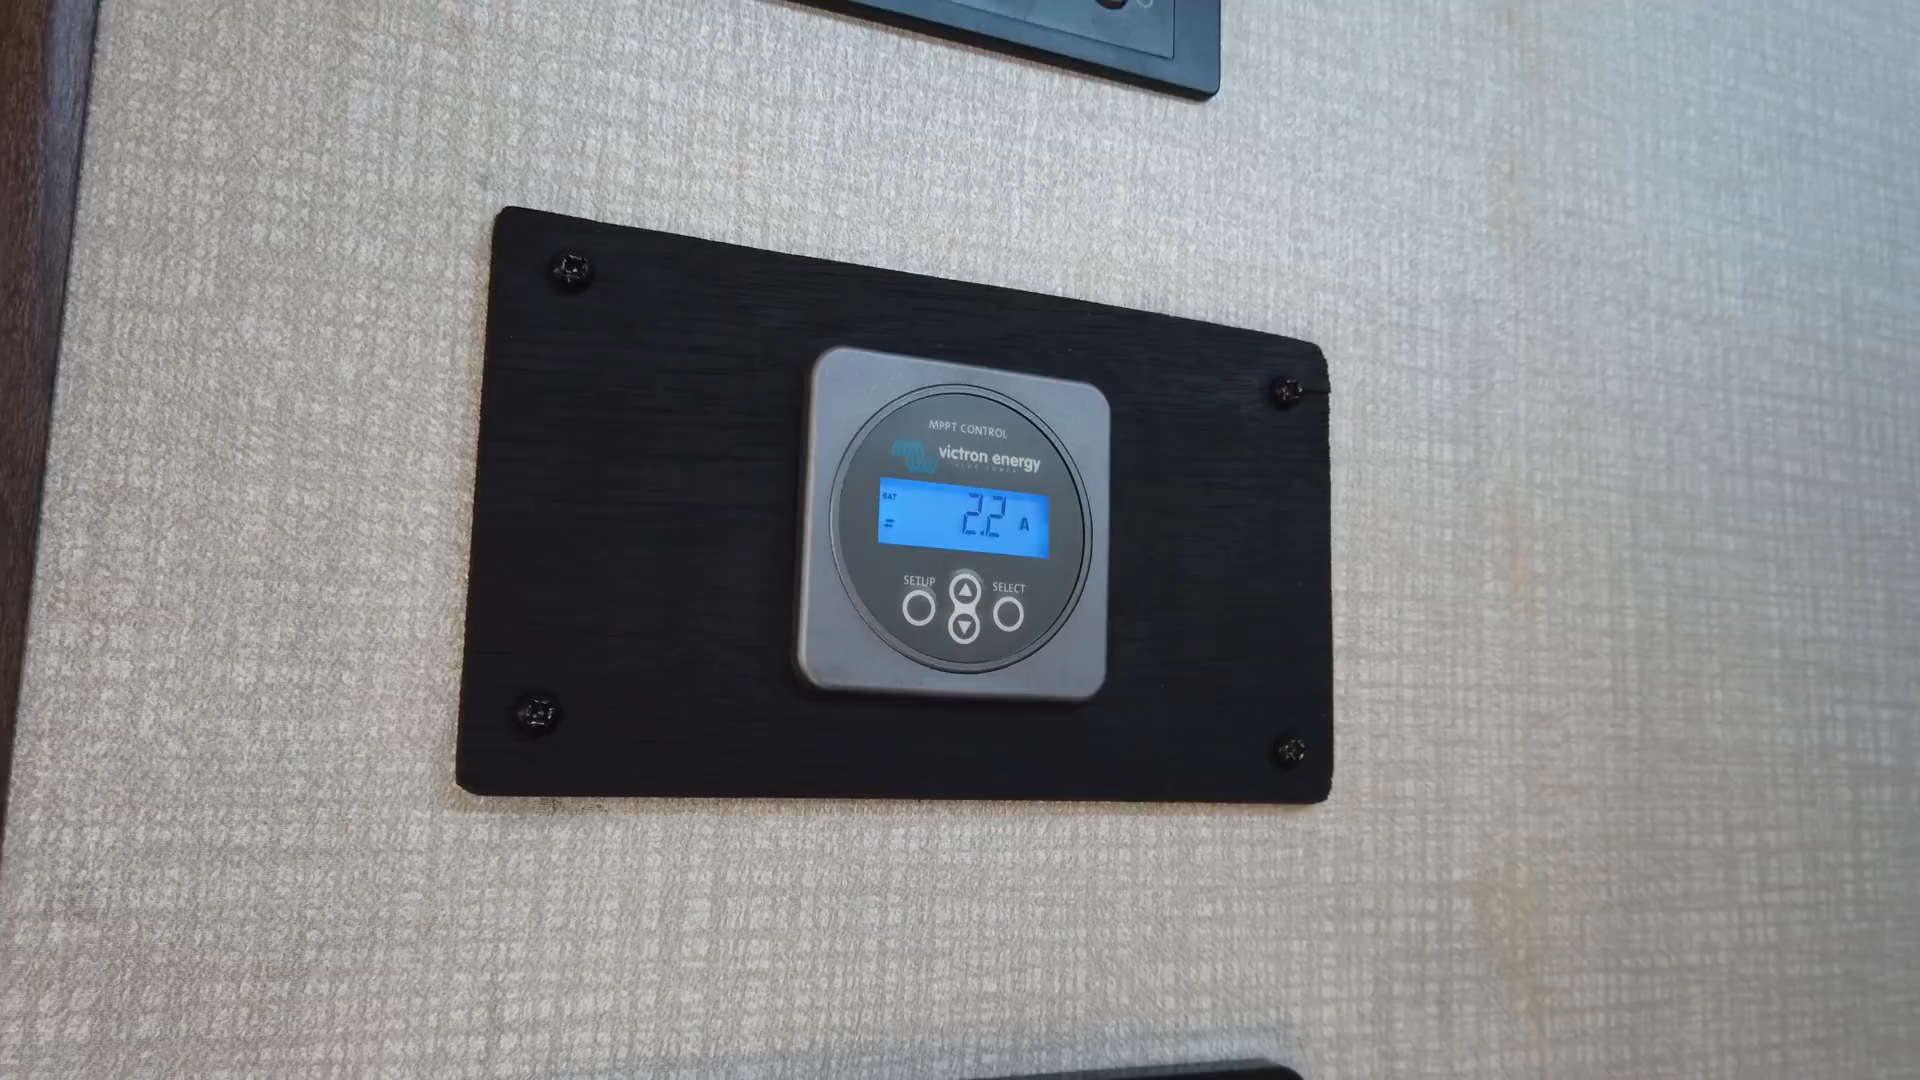 MPPT CONTROL
victron energy
BAT
2.2 A
SETUP
SELECT